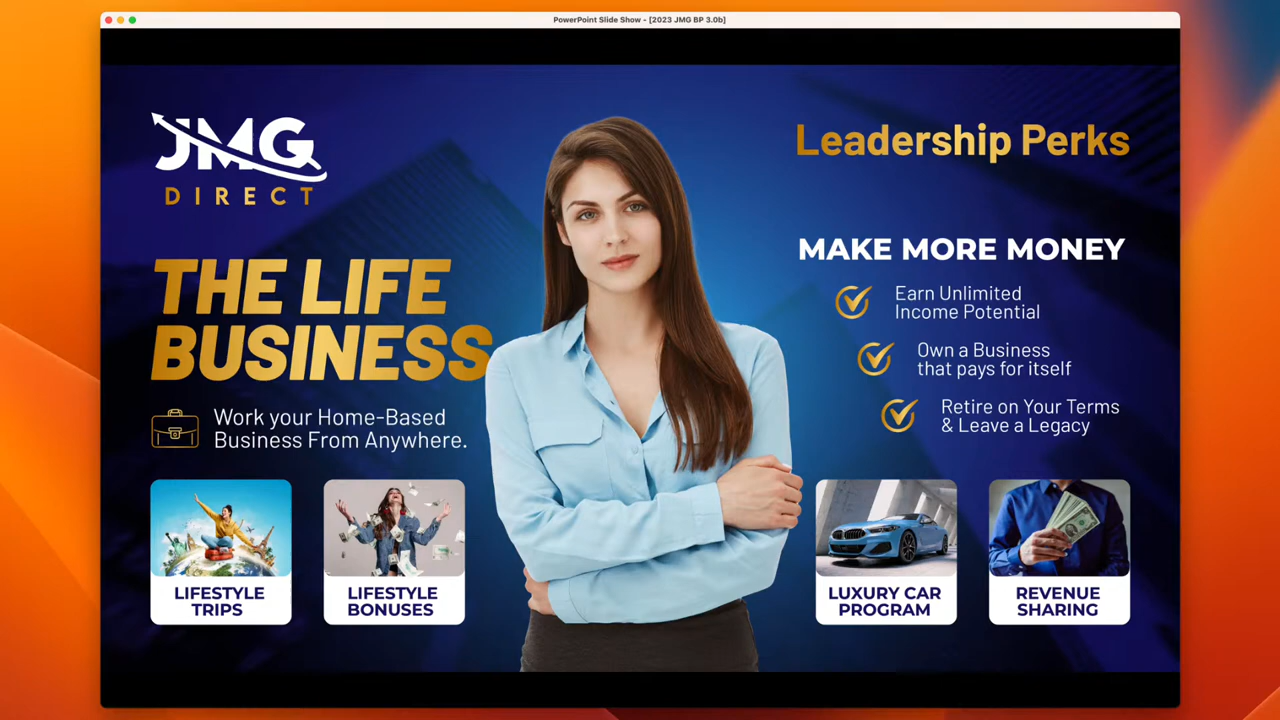 PowerPoint Slide Show - [2023 JMG BP 3.0b]
JMG
DIRECT
THE LIFE
BUSINESS
Work your Home-Based
Business From Anywhere.
LIFESTYLE
TRIPS
LIFESTYLE
BONUSES
Leadership Perks
MAKE MORE MONEY
Earn Unlimited
Income Potential
Own a Business
that pays for itself
Retire on Your Terms
& Leave a Legacy
LUXURY CAR
PROGRAM
REVENUE
SHARING